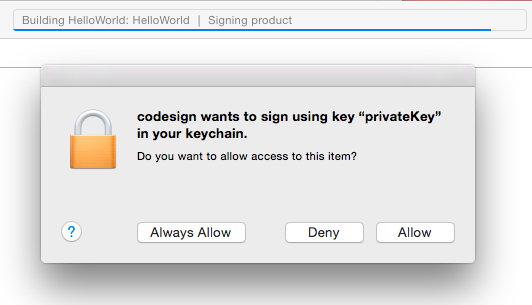 Building HelloWorld: HelloWorld | Signing product
codesign wants to sign using key “privateKey”
in your keychain.
Do you want to allow access to this item?
?
Always Allow
Deny
Allow